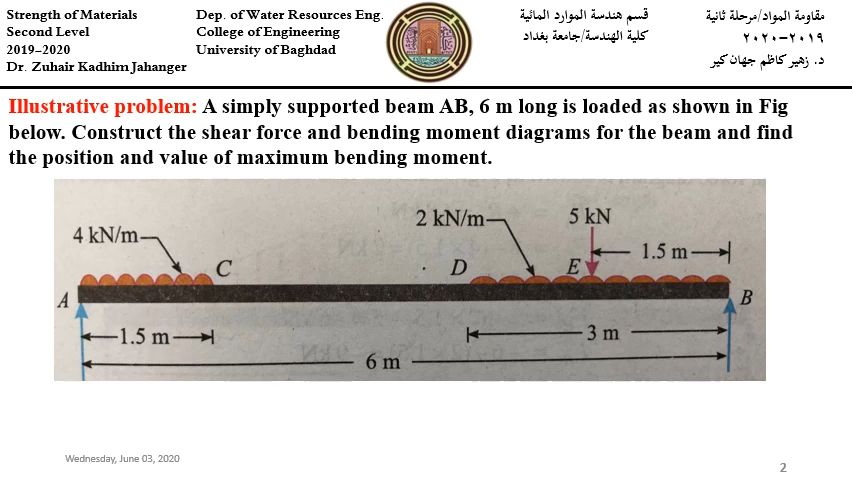 Strength of Materials
Second Level
2019–2020
Dr. Zuhair Kadhim Jahanger
Dep. of Water Resources Eng.
College of Engineering
University of Baghdad
قسم هندسة الموارد المائية
كلية الهندسة/جامعة بغداد
مقاومة المواد/مرحلة ثانية
٢٠١٩-٢٠٢٠
د. زهير كاظم جهان كير
Illustrative problem: A simply supported beam AB, 6 m long is loaded as shown in Fig
below. Construct the shear force and bending moment diagrams for the beam and find
the position and value of maximum bending moment.
2 kN/m
5 kN
4 kN/m
1.5 m
C
D
E
A
B
1.5 m
3 m
6 m
Wednesday, June 03, 2020
2